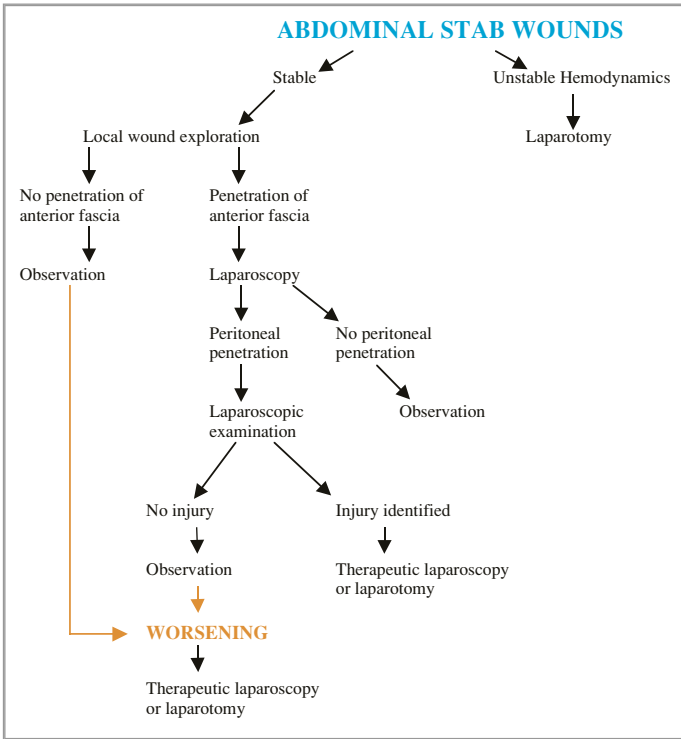 ABDOMINAL STAB WOUNDS
Stable
Unstable Hemodynamics
Local wound exploration
Laparotomy
No penetration of
anterior fascia
Penetration of
anterior fascia
Observation
Laparoscopy
Peritoneal
penetration
No peritoneal
penetration
Laparoscopic
examination
Observation
No injury
Injury identified
Observation
Therapeutic laparoscopy
or laparotomy
WORSENING
Therapeutic laparoscopy
or laparotomy